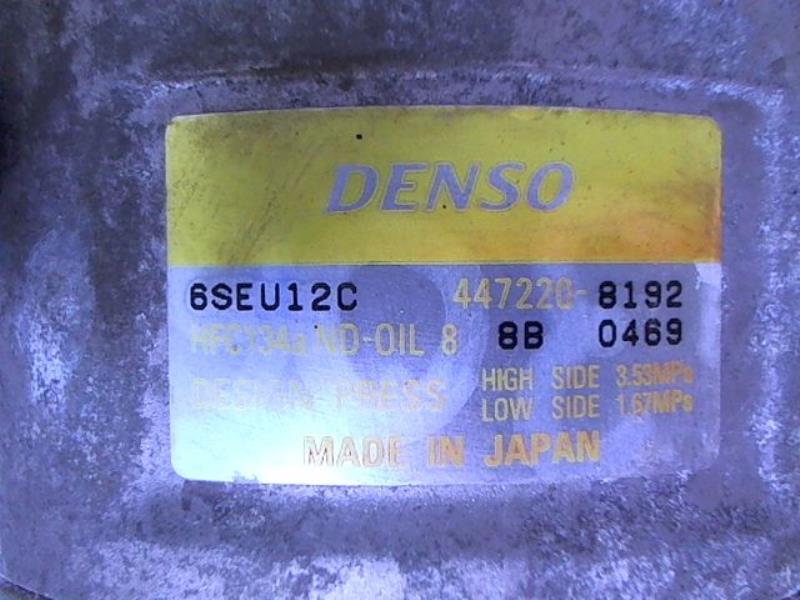 DENSO
6SEU12C 447220-8192
HFC134a ND-OIL 8 8B 0469
DESIGN PRESS HIGH SIDE 3.53MPa
LOW SIDE 1.67MPa
MADE IN JAPAN